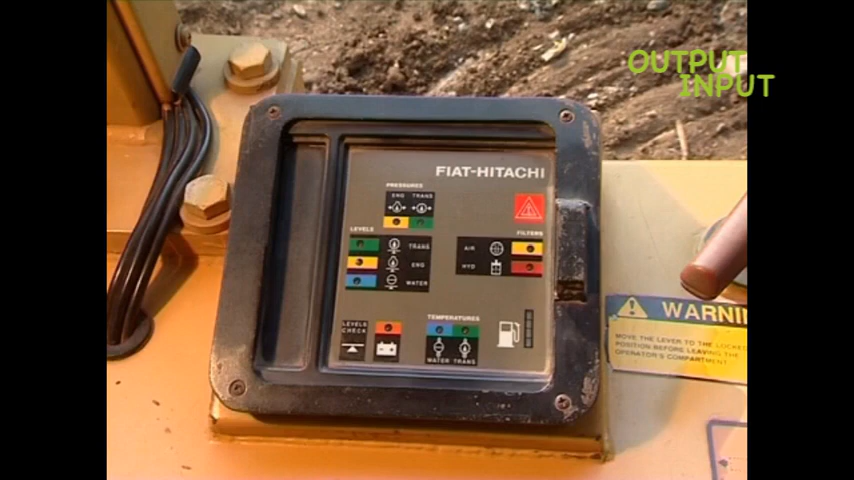 OUTPUT
INPUT
FIAT-HITACHI
PRESSURES
ENG TRANS
LEVELS
TRANS
ENG
WATER
FILTERS
AIR
HYD
LEVELS
CHECK
TEMPERATURES
WATER TRANS
WARNIN
MOVE THE LEVER TO THE LOCKED
POSITION BEFORE LEAVING THE
OPERATOR'S COMPARTMENT